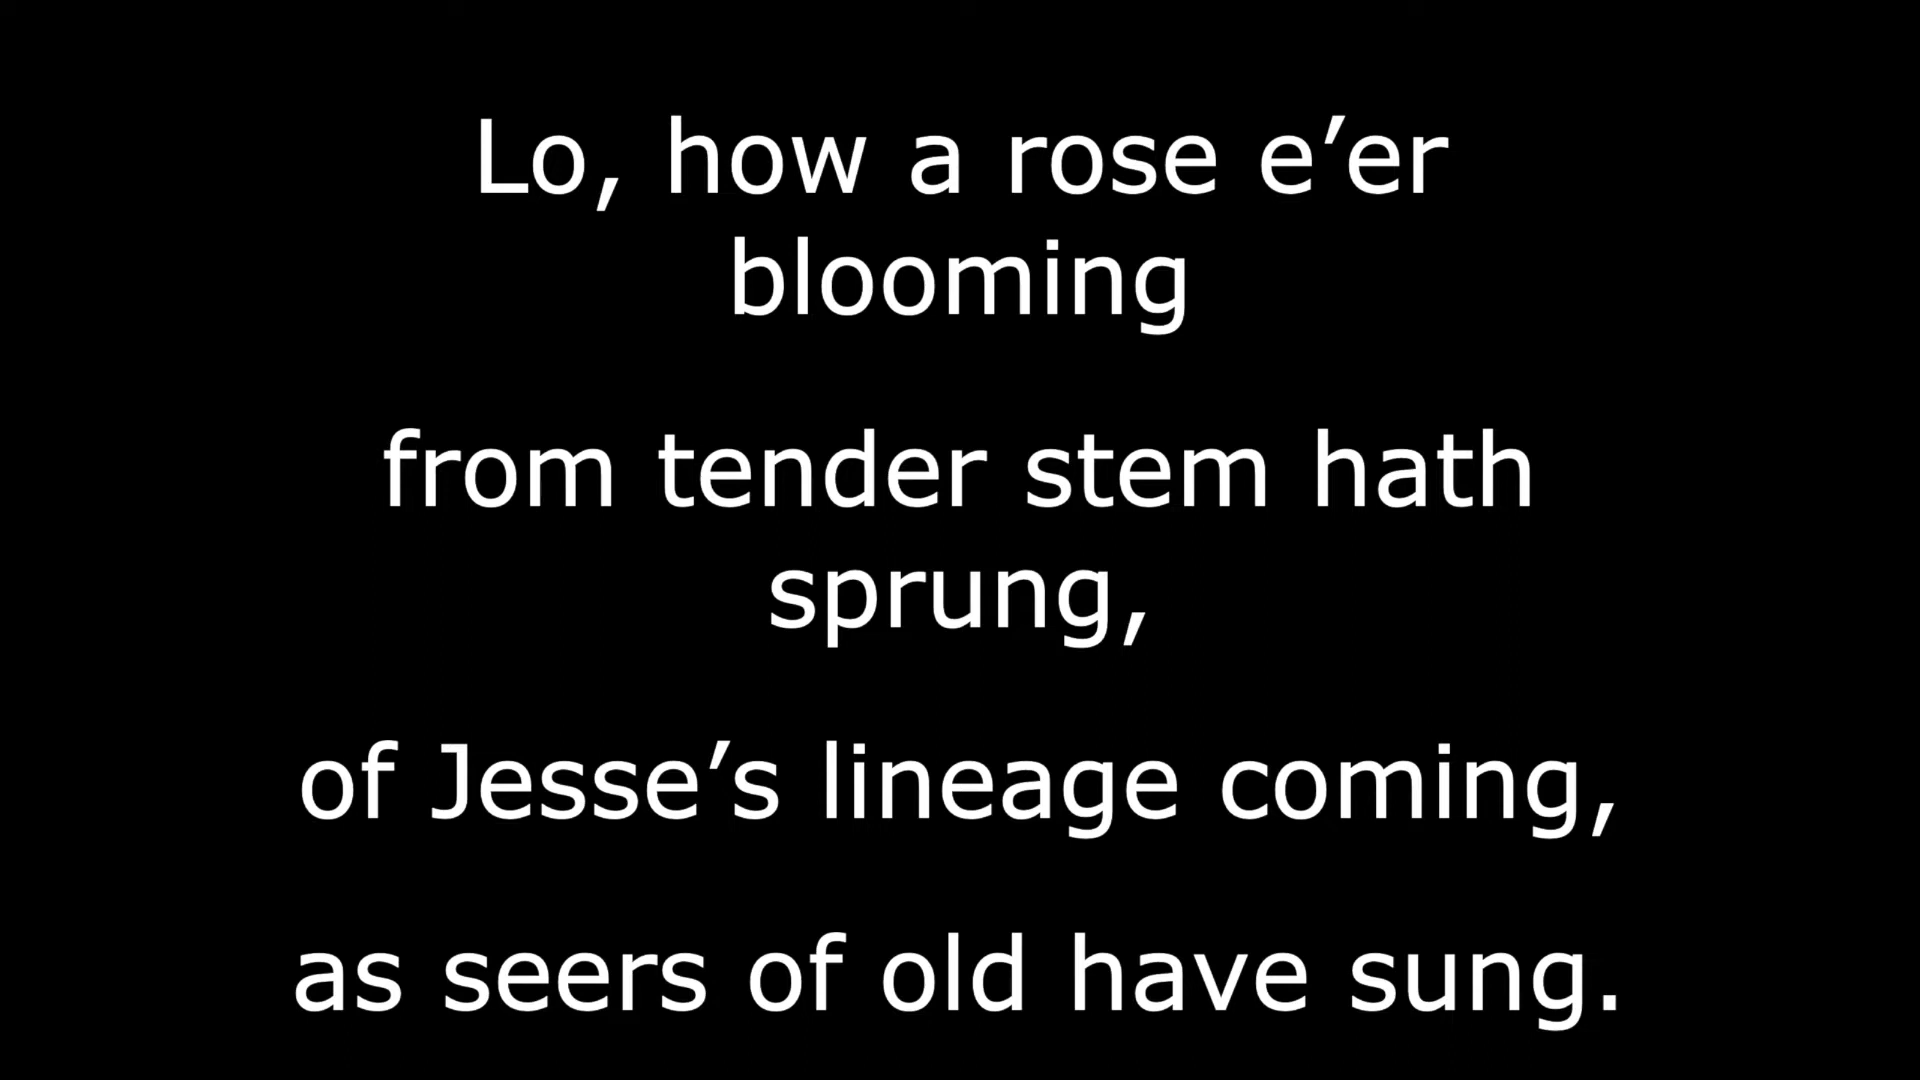 Lo, how a rose e’er
blooming
from tender stem hath
sprung,
of Jesse’s lineage coming,
as seers of old have sung.